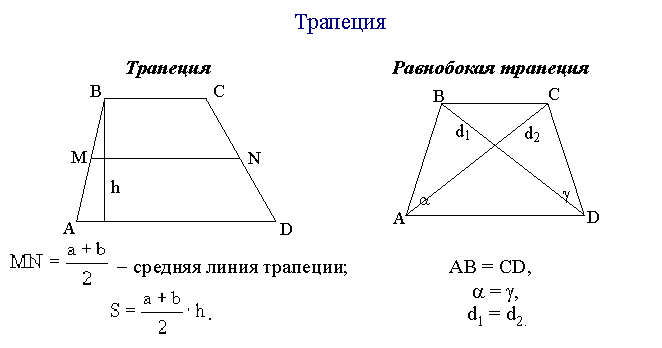 Трапеция
Трапеция
B C
M N
h
A D
MN = a + b / 2 – средняя линия трапеции;
S = a + b / 2 · h.
Равнобокая трапеция
B C
d₁ d₂
α γ
A D
AB = CD,
α = γ,
d₁ = d₂.